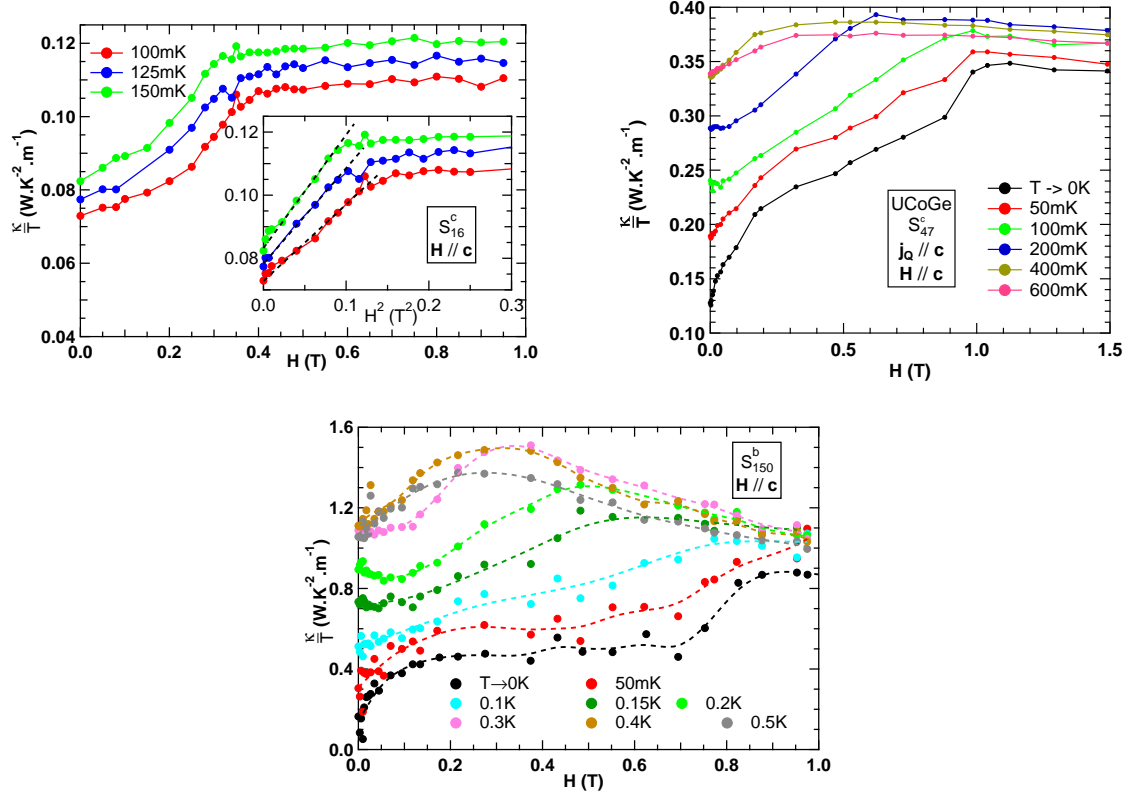 0.12
0.10
0.08
0.06
0.04
κ/T (W.K⁻².m⁻¹)
100mK
125mK
150mK
0.0 0.2 0.4 0.6 0.8 1.0
H (T)
0.12
0.10
0.08
S₁₆ᶜ
H // c
0.0 0.1 0.2 0.3
H² (T²)
0.40
0.35
0.30
0.25
0.20
0.15
0.10
κ/T (W.K⁻².m⁻¹)
UCoGe
S₄₇ᶜ
j_Q // c
H // c
T -> 0K
50mK
100mK
200mK
400mK
600mK
0.0 0.5 1.0 1.5
H (T)
1.6
1.2
0.8
0.4
0.0
κ/T (W.K⁻².m⁻¹)
S₁₅₀ᵇ
H // c
T→0K 50mK
0.1K 0.15K 0.2K
0.3K 0.4K 0.5K
0.0 0.2 0.4 0.6 0.8 1.0
H (T)